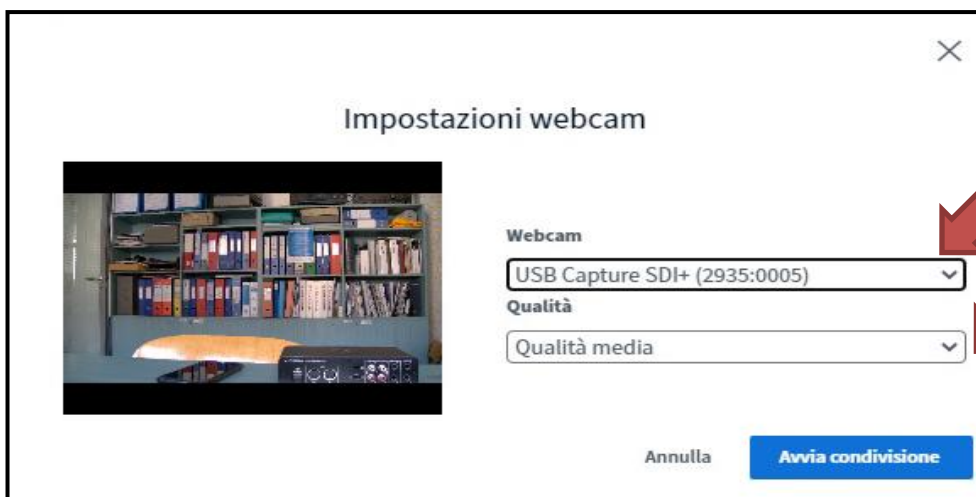 Impostazioni webcam
Webcam
USB Capture SDI+ (2935:0005)
Qualità
Qualità media
Annulla
Avvia condivisione